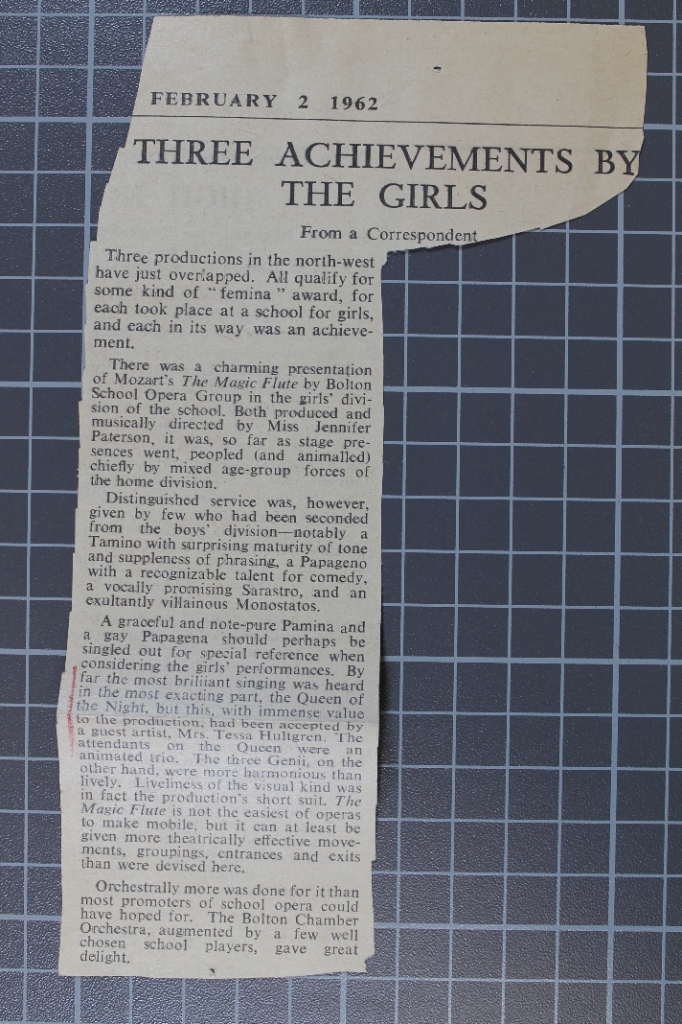 FEBRUARY 2 1962
THREE ACHIEVEMENTS BY
THE GIRLS
From a Correspondent
Three productions in the north-west
have just overlapped. All qualify for
some kind of "femina" award, for
each took place at a school for girls,
and each in its way was an achieve-
ment.
There was a charming presentation
of Mozart's The Magic Flute by Bolton
School Opera Group in the girls' divi-
sion of the school. Both produced and
musically directed by Miss Jennifer
Paterson, it was, so far as stage pre-
sences went, peopled (and animalled)
chiefly by mixed age-group forces of
the home division.
Distinguished service was, however,
given by few who had been seconded
from the boys' division—notably a
Tamino with surprising maturity of tone
and suppleness of phrasing, a Papageno
with a recognizable talent for comedy,
a vocally promising Sarastro, and an
exultantly villainous Monostatos.
A graceful and note-pure Pamina and
a gay Papagena should perhaps be
singled out for special reference when
considering the girls' performances. By
far the most brilliant singing was heard
in the most exacting part, the Queen of
the Night, but this, with immense value
to the production, had been accepted by
a guest artist, Mrs. Tessa Hultgren. The
attendants on the Queen were an
animated trio. The three Genii, on the
other hand, were more harmonious than
lively. Liveliness of the visual kind was
in fact the production's short suit. The
Magic Flute is not the easiest of operas
to make mobile, but it can at least be
given more theatrically effective move-
ments, groupings, entrances and exits
than were devised here.
Orchestrally more was done for it than
most promoters of school opera could
have hoped for. The Bolton Chamber
Orchestra, augmented by a few well
chosen school players, gave great
delight.